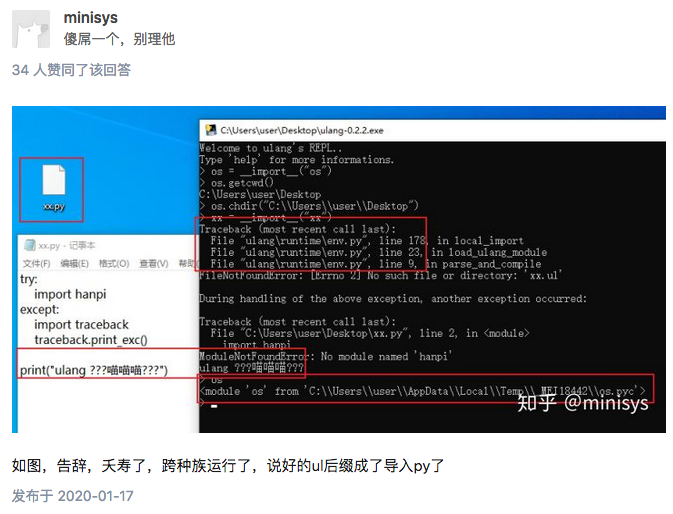 minisys
傻屌一个，别理他
34 人赞同了该回答
C:\Users\user\Desktop\ulang-0.2.2.exe
Welcome to ulang's REPL..
Type 'help' for more informations.
> os = __import__("os")
> os.getcwd()
C:\Users\user\Desktop
> os.chdir("C:\\Users\\user\\Desktop")
> xx = __import__("xx")
Traceback (most recent call last):
File "ulang\runtime\env.py", line 178, in local_import
File "ulang\runtime\env.py", line 23, in load_ulang_module
File "ulang\runtime\env.py", line 9, in parse_and_compile
FileNotFoundError: [Errno 2] No such file or directory: 'xx.ul'
During handling of the above exception, another exception occurred:
Traceback (most recent call last):
File "C:\Users\user\Desktop\xx.py", line 2, in <module>
import hanpi
ModuleNotFoundError: No module named 'hanpi'
ulang ???喵喵喵???
> os
<module 'os' from 'C:\\Users\\user\\AppData\\Local\\Temp\\_MEI18442\\os.pyc'>
>
xx.py
xx.py - 记事本
文件(F) 编辑(E) 格式(O) 查看(V) 帮助
try:
import hanpi
except:
import traceback
traceback.print_exc()
print("ulang ???喵喵喵???")
知乎 @minisys
如图，告辞，夭寿了，跨种族运行了，说好的ul后缀成了导入py了
发布于 2020-01-17